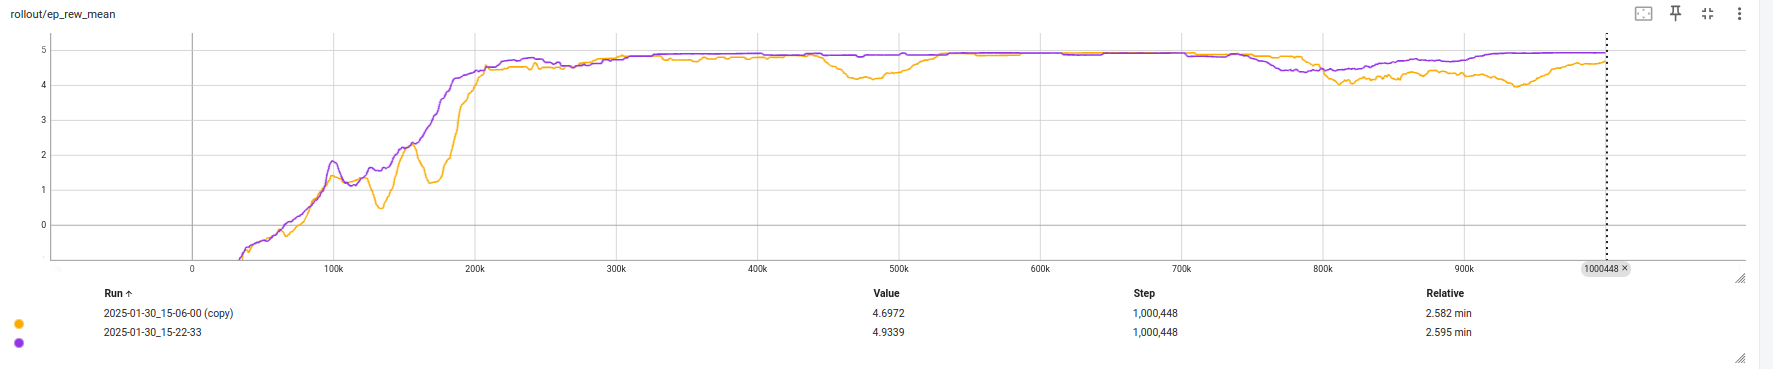 rollout/ep_rew_mean
5
4
3
2
1
0
0 100k 200k 300k 400k 500k 600k 700k 800k 900k 1000448 ×
Run ↑ Value Step Relative
2025-01-30_15-06-00 (copy) 4.6972 1,000,448 2.582 min
2025-01-30_15-22-33 4.9339 1,000,448 2.595 min